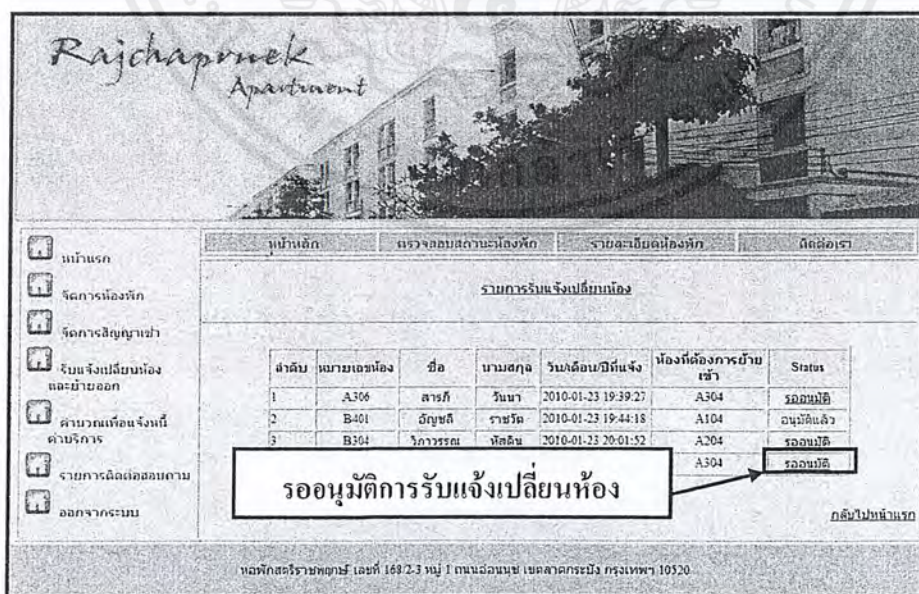 Rajchapruek
Apartment
หน้าหลัก ตรวจสอบสถานะห้องพัก รายละเอียดห้องพัก ติดต่อเรา
หน้าแรก
จัดการห้องพัก
จัดการสัญญาเช่า
รับแจ้งเปลี่ยนห้อง
และย้ายออก
คำนวณเพื่อแจ้งหนี้
ค่าบริการ
รายการติดต่อสอบถาม
ออกจากระบบ
รายการรับแจ้งเปลี่ยนห้อง
ลำดับ หมายเลขห้อง ชื่อ นามสกุล วัน/เดือน/ปีที่แจ้ง ห้องที่ต้องการย้าย
เข้า Status
1 A306 สารภี วันนา 2010-01-23 19:39:27 A304 รออนุมัติ
2 B401 อัญชลี ราชวัต 2010-01-23 19:44:18 A104 อนุมัติแล้ว
3 B304 วิภาวรรณ หัสดิน 2010-01-23 20:01:52 A204 รออนุมัติ
A304 รออนุมัติ
รออนุมัติการรับแจ้งเปลี่ยนห้อง
กลับไปหน้าแรก
หอพักสตรีราชพฤกษ์ เลขที่ 168/2-3 หมู่ 1 ถนนอ่อนนุช เขตลาดกระบัง กรุงเทพฯ 10520